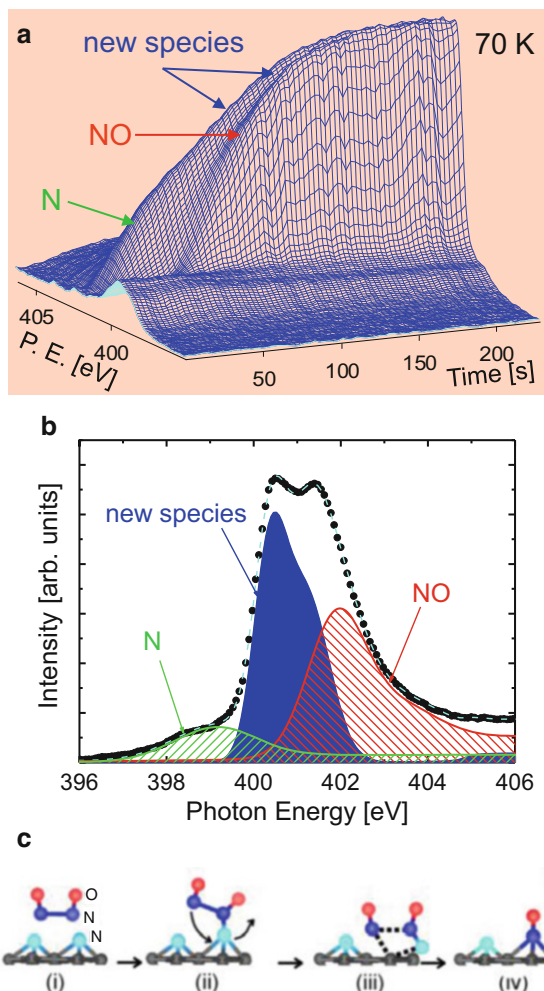 a
70 K
new species
NO
N
405
400
P. E. [eV]
50
100
150
200
Time [s]
b
Intensity [arb. units]
new species
NO
N
396 398 400 402 404 406
Photon Energy [eV]
c
O
N
N
(i) (ii) (iii) (iv)